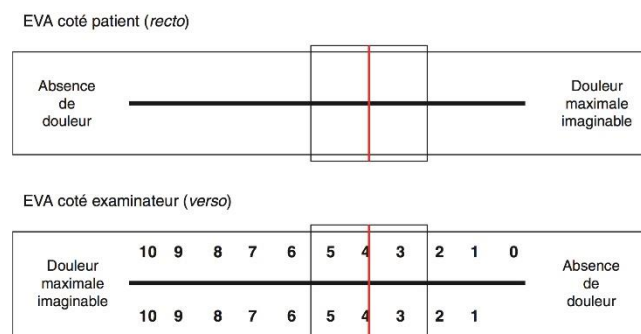 EVA coté patient (recto)
Absence
de
douleur
Douleur
maximale
imaginable
EVA coté examinateur (verso)
10 9 8 7 6 5 4 3 2 1 0
Douleur
maximale
imaginable
Absence
de
douleur
10 9 8 7 6 5 4 3 2 1